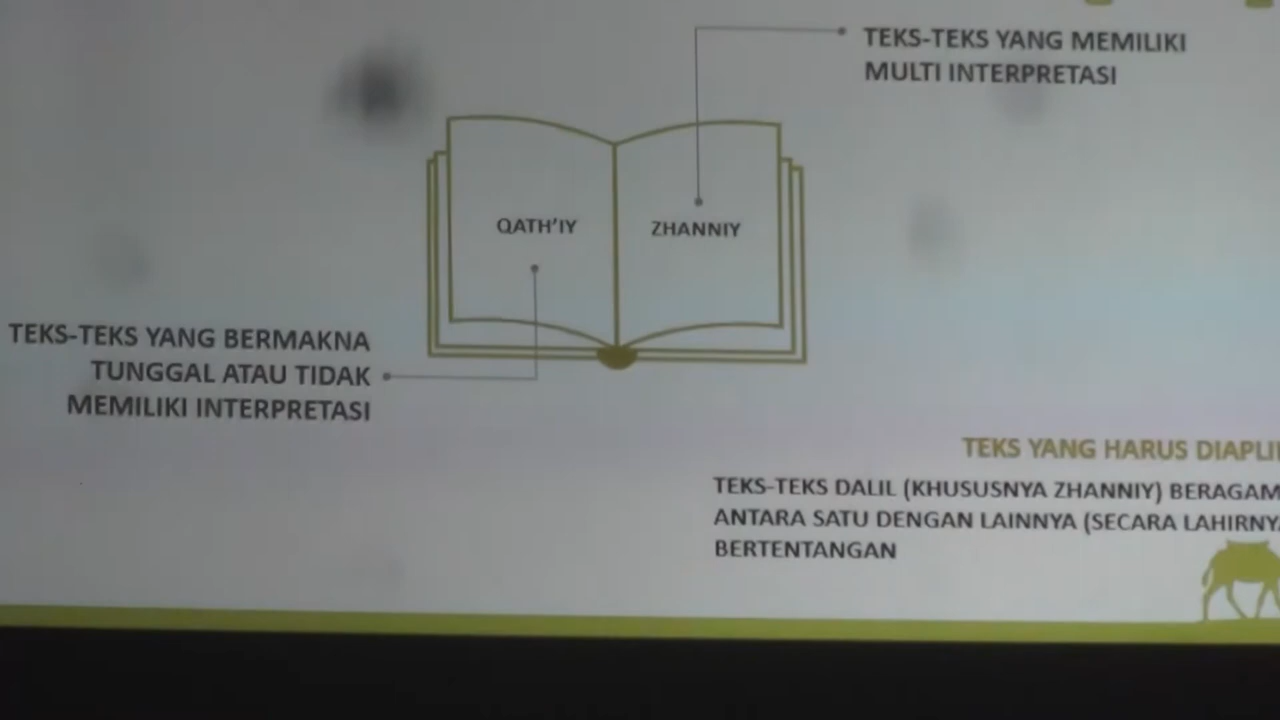 TEKS-TEKS YANG MEMILIKI
MULTI INTERPRETASI
QATH'IY
ZHANNIY
TEKS-TEKS YANG BERMAKNA
TUNGGAL ATAU TIDAK
MEMILIKI INTERPRETASI
TEKS YANG HARUS
TEKS-TEKS DALIL (KHUSUSNYA ZHANNIY) BERAGAM
ANTARA SATU DENGAN LAINNYA (SECARA
BERTENTANGAN